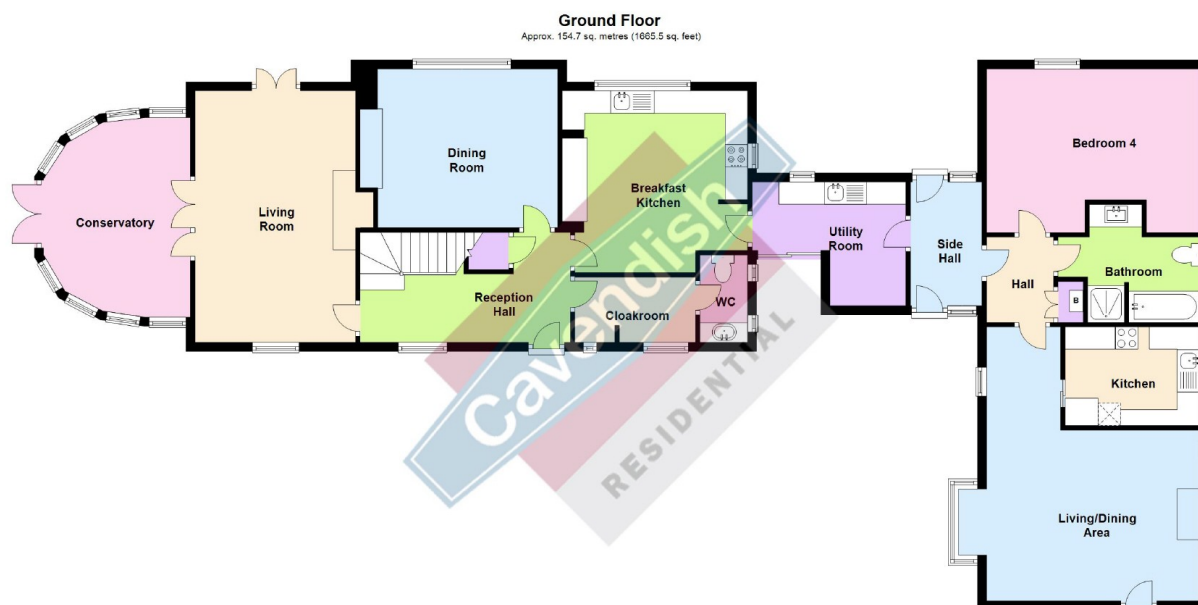 Ground Floor
Approx. 154.7 sq. metres (1665.5 sq. feet)
Conservatory
Living
Room
Dining
Room
Breakfast
Kitchen
Reception
Hall
Cloakroom
WC
Utility
Room
Side
Hall
Bedroom 4
Hall
Bathroom
B
Kitchen
Living/Dining
Area
Cavendish
RESIDENTIAL